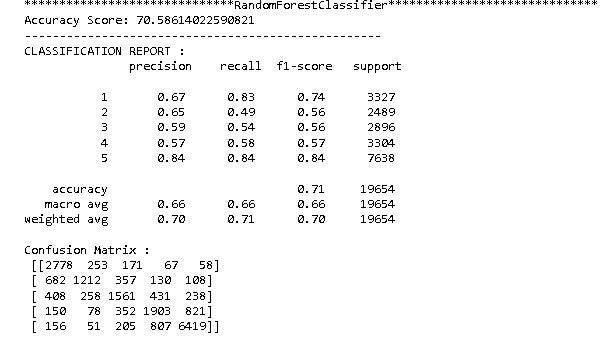 ******************************RandomForestClassifier******************************
Accuracy Score: 70.58614022590821
---------------------------------------------------
CLASSIFICATION REPORT :
              precision    recall  f1-score   support

           1       0.67      0.83      0.74      3327
           2       0.65      0.49      0.56      2489
           3       0.59      0.54      0.56      2896
           4       0.57      0.58      0.57      3304
           5       0.84      0.84      0.84      7638

    accuracy                           0.71     19654
   macro avg       0.66      0.66      0.66     19654
weighted avg       0.70      0.71      0.70     19654

Confusion Matrix :
 [[2778  253  171   67   58]
 [ 682 1212  357  130  108]
 [ 408  258 1561  431  238]
 [ 150   78  352 1903  821]
 [ 156   51  205  807 6419]]